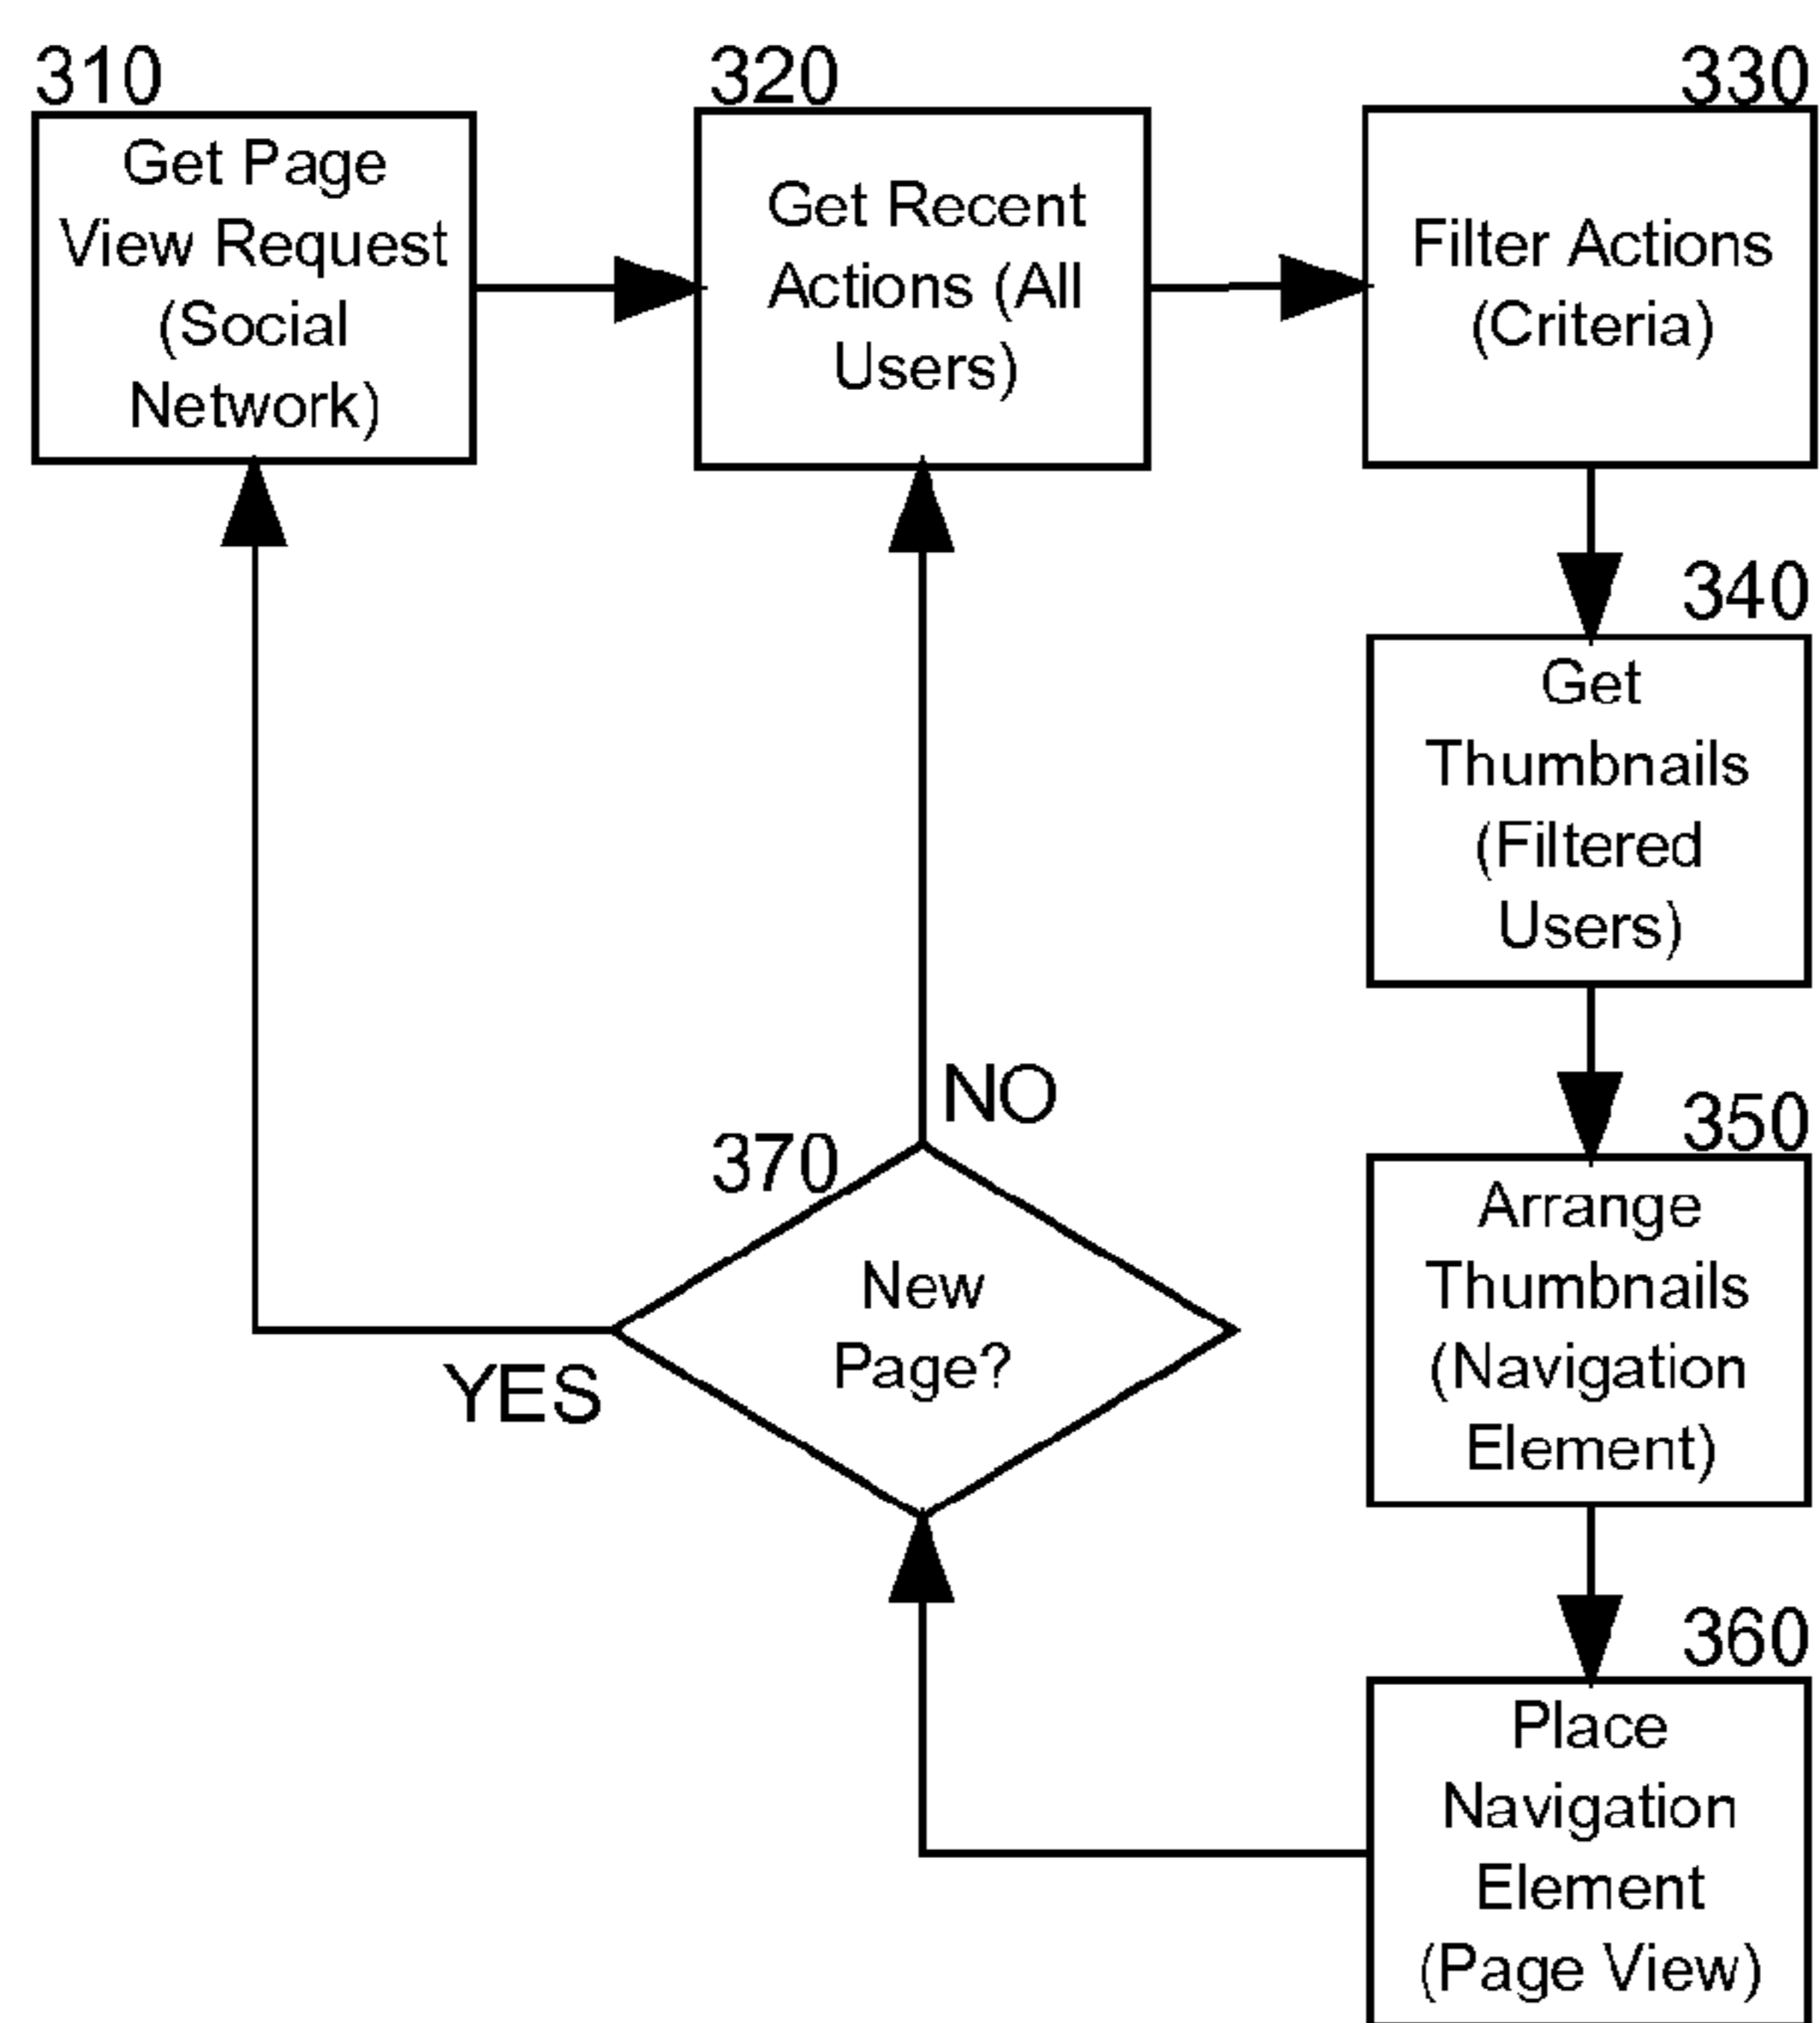 310
Get Page
View Request
(Social
Network)
320
Get Recent
Actions (All
Users)
330
Filter Actions
(Criteria)
340
Get
Thumbnails
(Filtered
Users)
350
Arrange
Thumbnails
(Navigation
Element)
360
Place
Navigation
Element
(Page View)
370
New
Page?
NO
YES